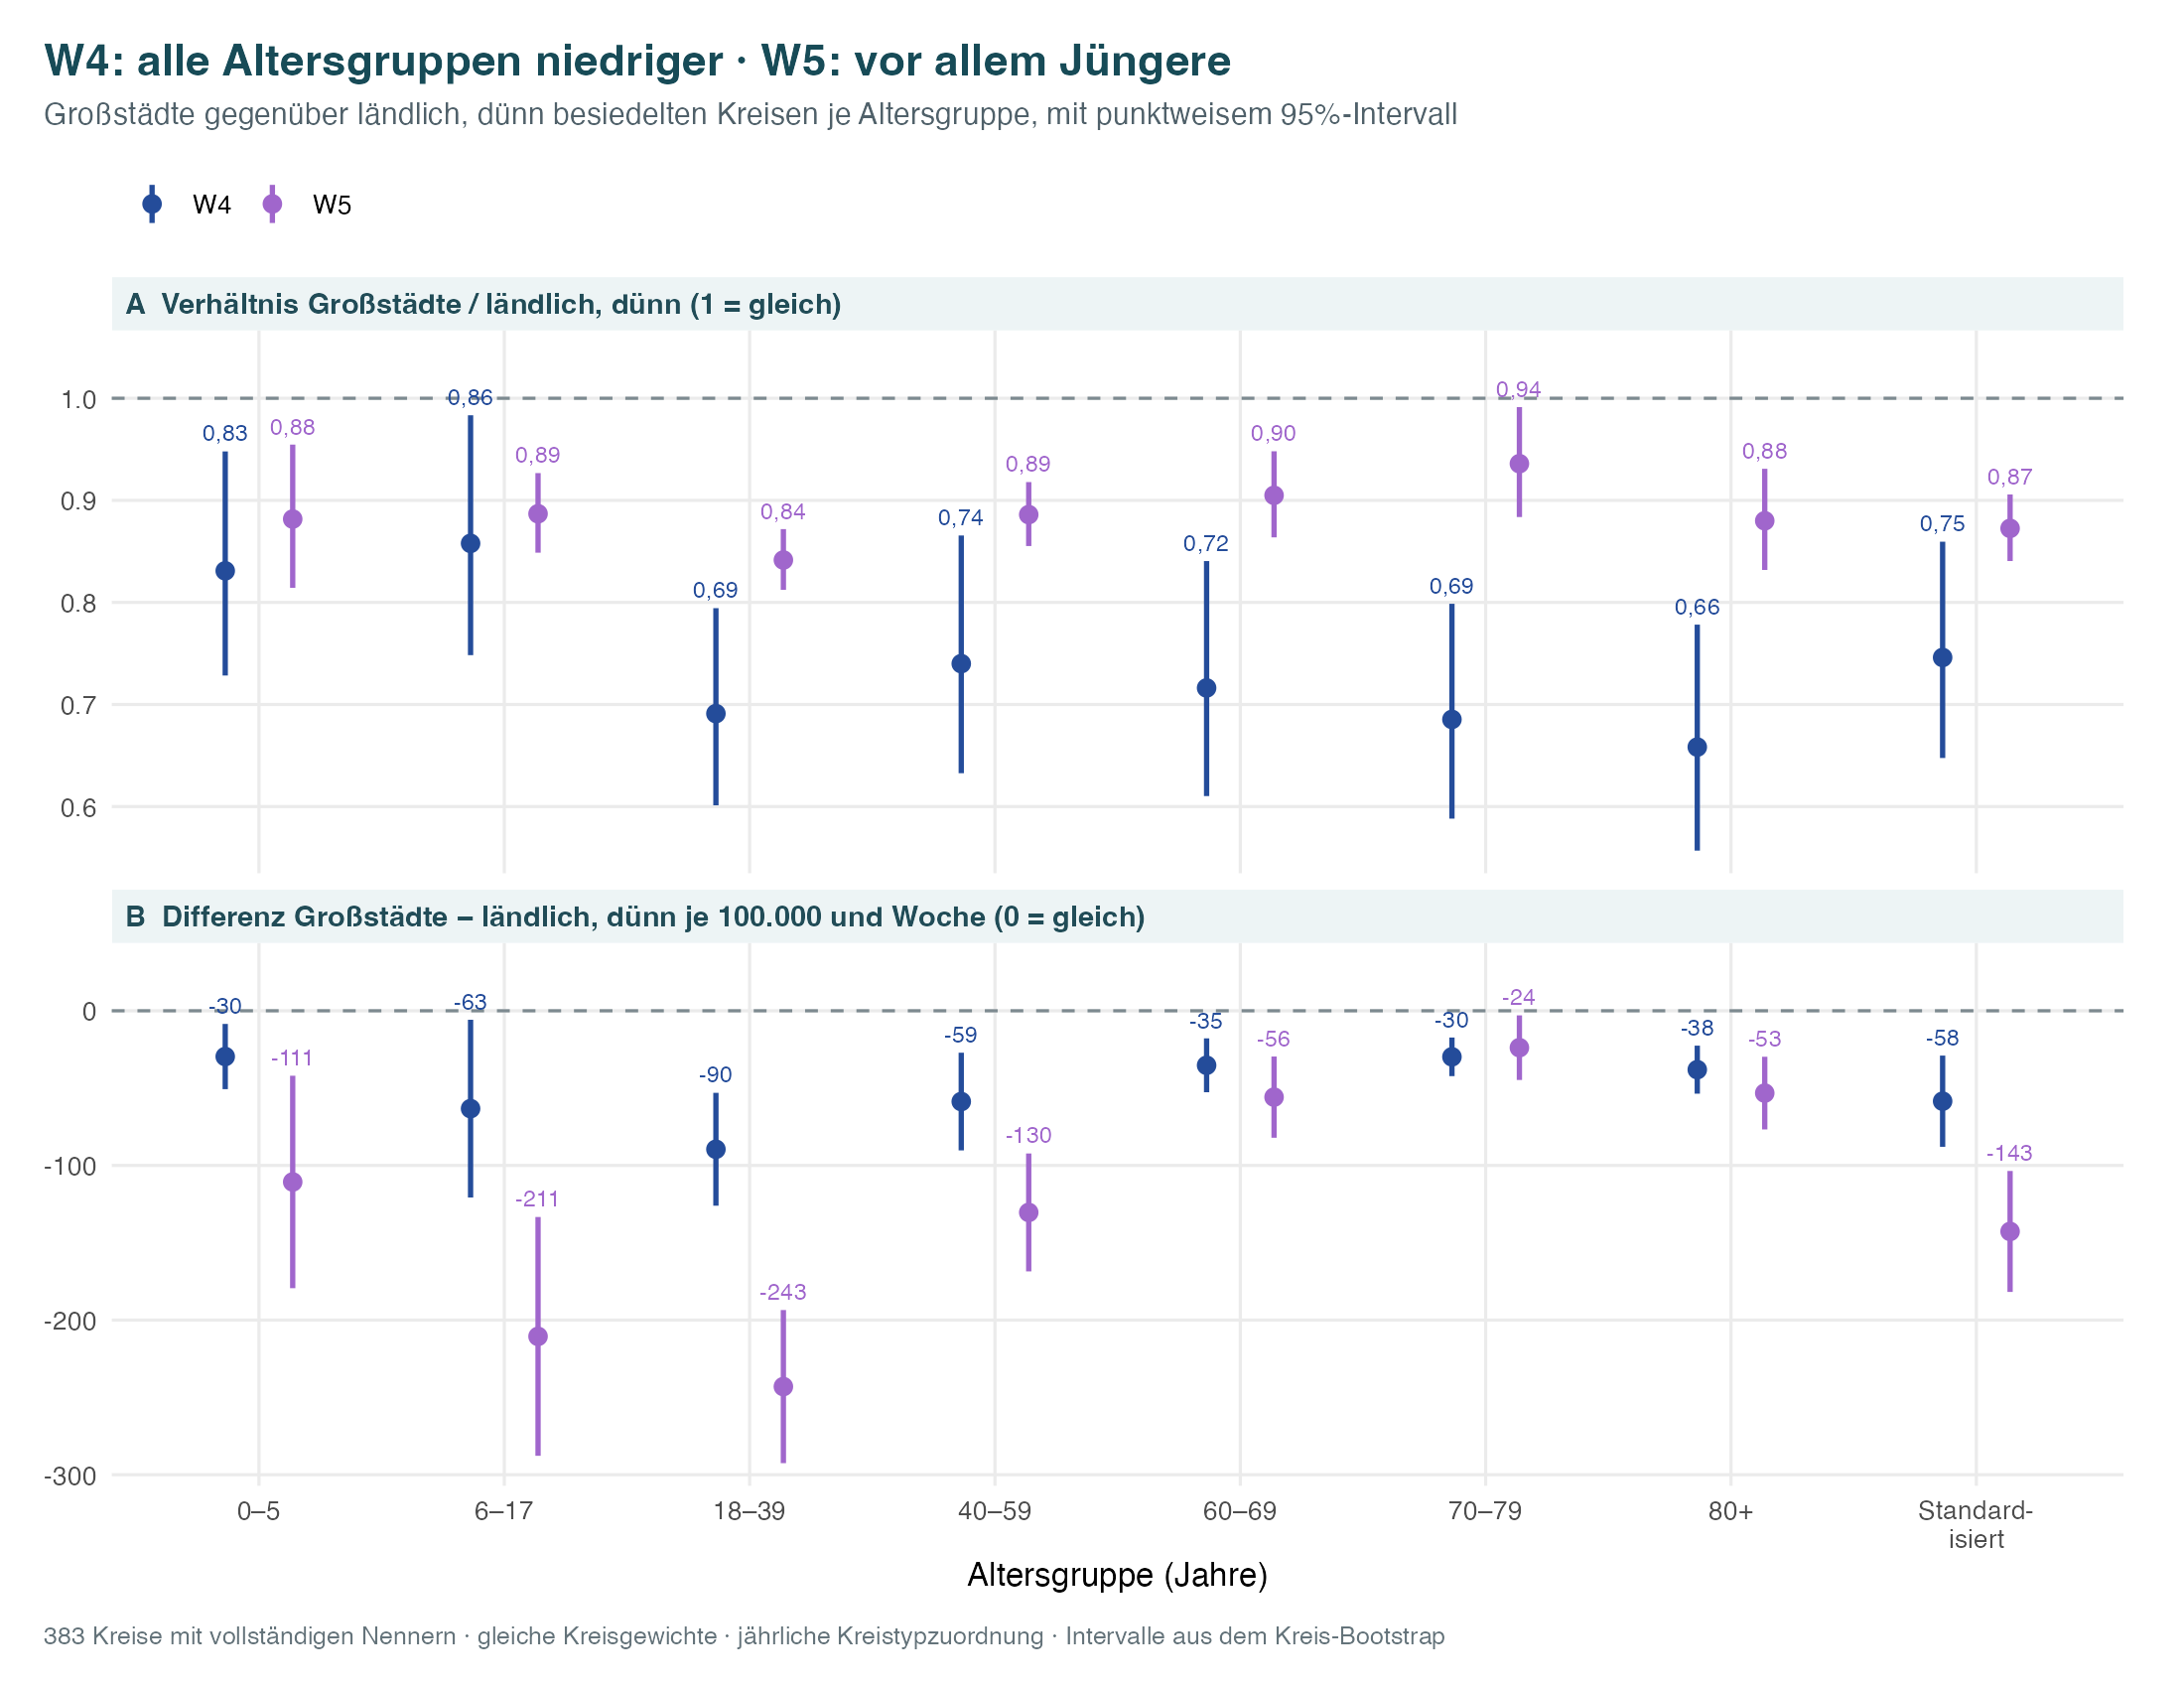 W4: alle Altersgruppen niedriger · W5: vor allem Jüngere
Großstädte gegenüber ländlich, dünn besiedelten Kreisen je Altersgruppe, mit punktweisem 95%-Intervall
W4 W5
A Verhältnis Großstädte / ländlich, dünn (1 = gleich)
1.0
0.9
0.8
0.7
0.6
0,83 0,88 0,86 0,89 0,69 0,84 0,74 0,89 0,72 0,90 0,69 0,94 0,66 0,88 0,75 0,87
B Differenz Großstädte – ländlich, dünn je 100.000 und Woche (0 = gleich)
0
-100
-200
-300
-30 -111 -63 -211 -90 -243 -59 -130 -35 -56 -30 -24 -38 -53 -58 -143
0–5 6–17 18–39 40–59 60–69 70–79 80+ Standard-
isiert
Altersgruppe (Jahre)
383 Kreise mit vollständigen Nennern · gleiche Kreisgewichte · jährliche Kreistypzuordnung · Intervalle aus dem Kreis-Bootstrap